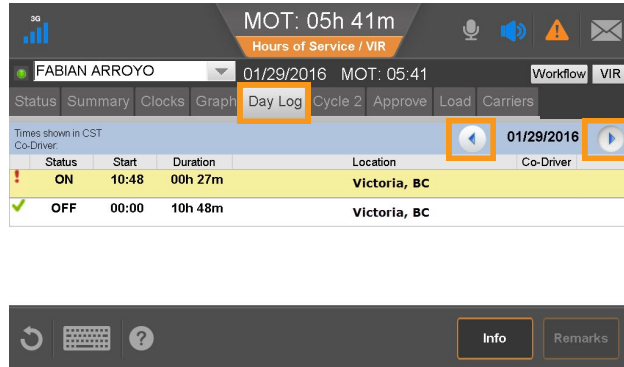 3G
MOT: 05h 41m
Hours of Service / VIR
FABIAN ARROYO
01/29/2016 MOT: 05:41
Workflow VIR
Status Summary Clocks Graph Day Log Cycle 2 Approve Load Carriers
Times shown in CST
Co-Driver:
01/29/2016
Status Start Duration Location Co-Driver
! ON 10:48 00h 27m Victoria, BC
OFF 00:00 10h 48m Victoria, BC
? Info Remarks